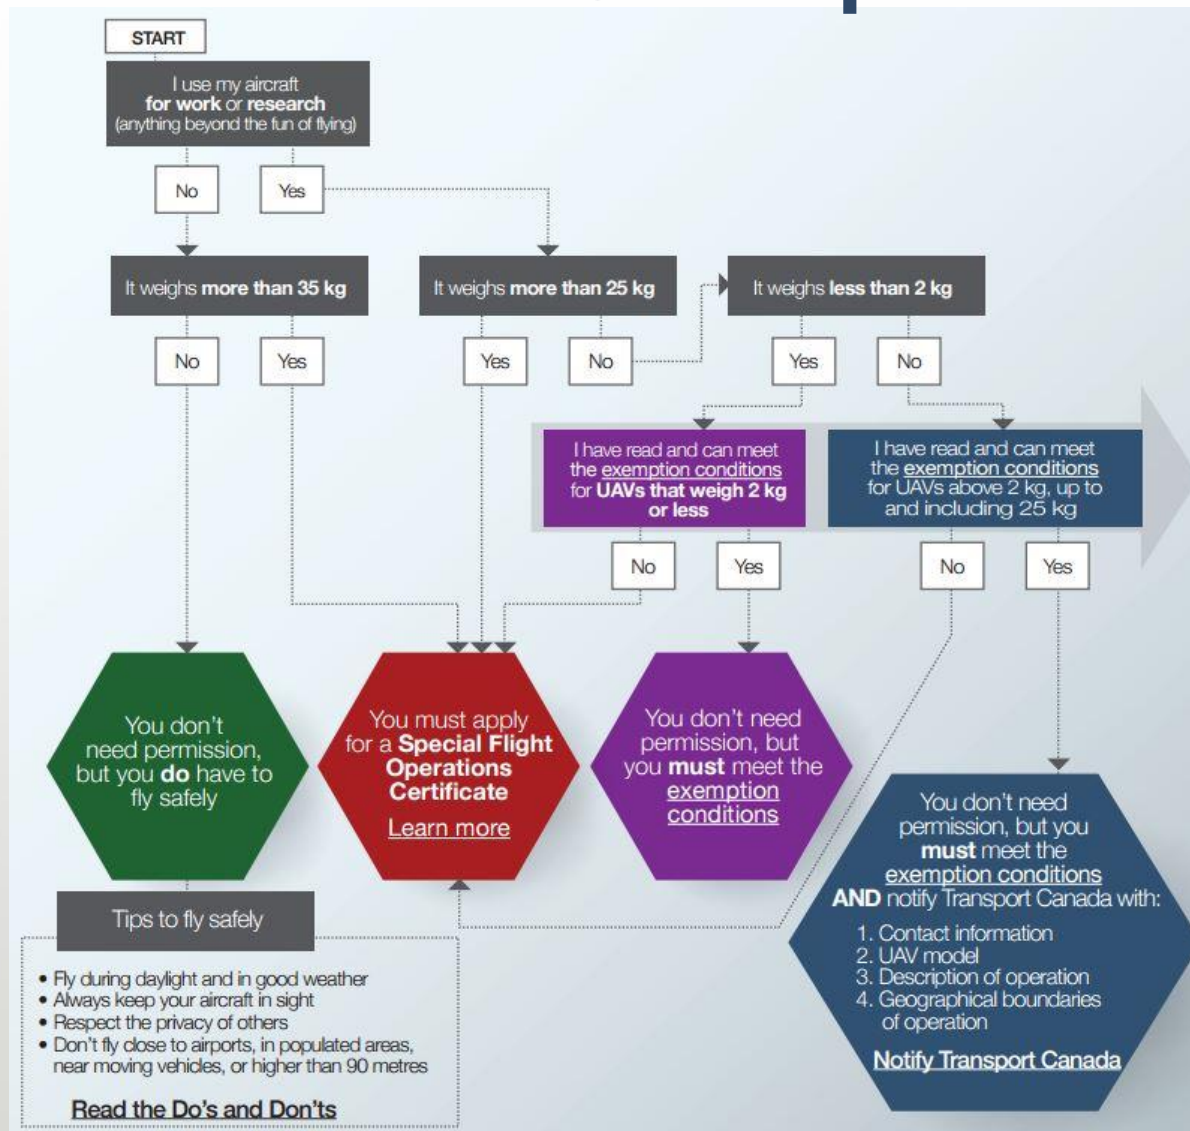 START
I use my aircraft
for work or research
(anything beyond the fun of flying)
No
Yes
It weighs more than 35 kg
It weighs more than 25 kg
It weighs less than 2 kg
No
Yes
Yes
No
Yes
No
I have read and can meet
the exemption conditions
for UAVs that weigh 2 kg
or less
I have read and can meet
the exemption conditions
for UAVs above 2 kg, up to
and including 25 kg
No
Yes
No
Yes
You don't
need permission,
but you do have to
fly safely
You must apply
for a Special Flight
Operations
Certificate
Learn more
You don't need
permission, but
you must meet the
exemption
conditions
You don't need
permission, but you
must meet the
exemption conditions
AND notify Transport Canada with:
1. Contact information
2. UAV model
3. Description of operation
4. Geographical boundaries
of operation
Notify Transport Canada
Tips to fly safely
• Fly during daylight and in good weather
• Always keep your aircraft in sight
• Respect the privacy of others
• Don't fly close to airports, in populated areas,
near moving vehicles, or higher than 90 metres
Read the Do's and Don'ts